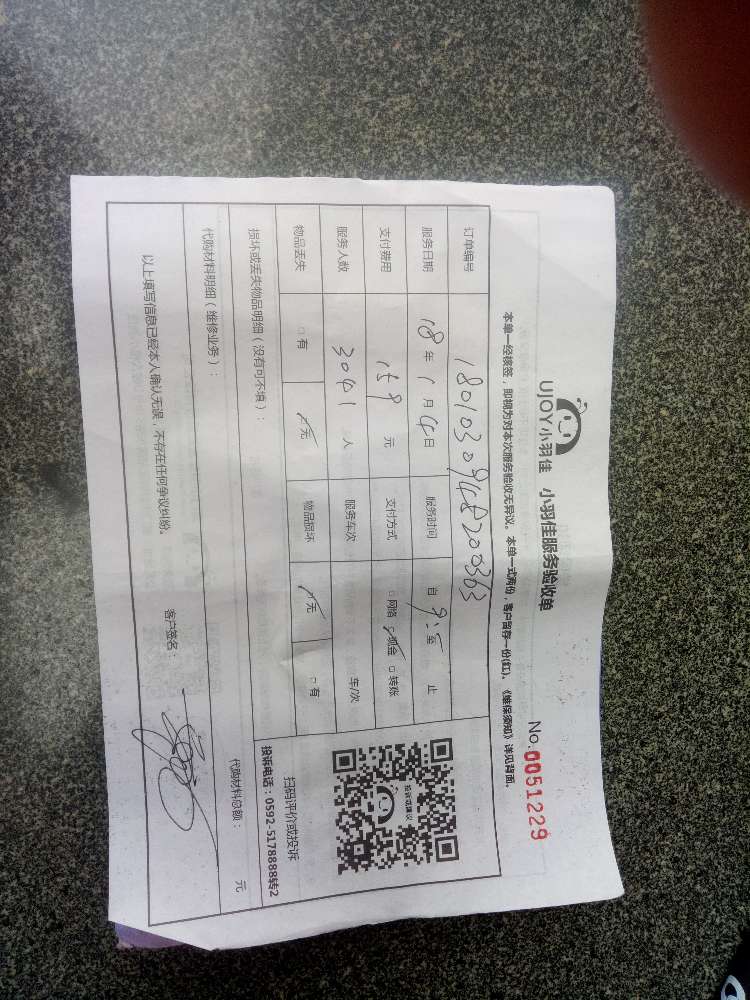 UJOY小羽佳 小羽佳服务验收单
No.0051229
本单一经核签，即视为对本次服务验收无异议。本单一式两份，客户留存一份(红)。《维保须知》详见背面。
订单编号 18010309482200363
服务日期 18年1月4日 服务时间 自 9: 至 止
支付费用 159 元 支付方式 □网络 □现金 □转账
服务人数 3041 人 服务车次 车/次
物品丢失 □有 □无 物品损坏 □无 □有
投诉或建议
扫码评价或投诉
投诉电话：0592-5178888转2
损坏或丢失物品明细（没有可不填）：
代购材料明细（维修业务）： 代购材料总额： 元
以上填写信息已经本人确认无误，不存在任何争议纠纷。 客户签名：